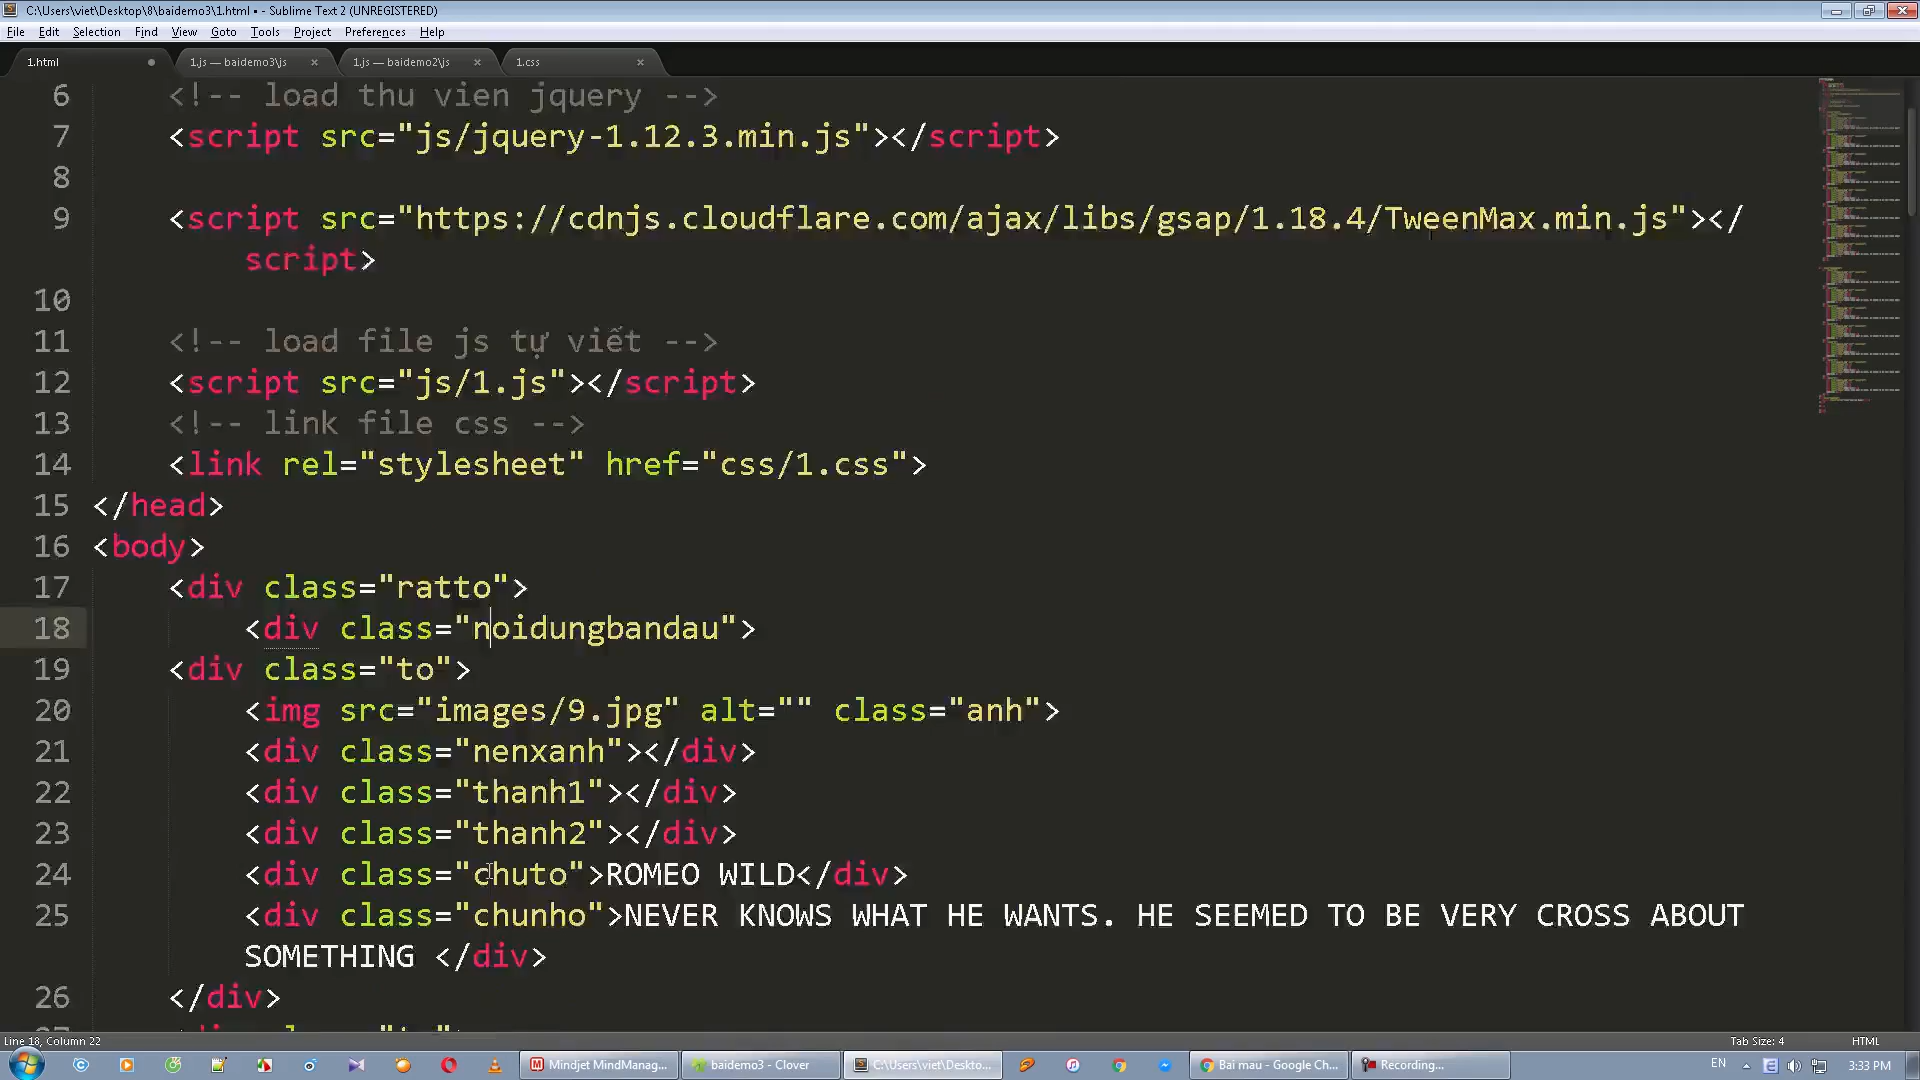 C:\Users\viet\Desktop\8\baidemo3\1.html • - Sublime Text 2 (UNREGISTERED)
File Edit Selection Find View Goto Tools Project Preferences Help
1.html 1.js — baidemo3\js 1.js — baidemo2\js 1.css
6 <!-- load thu vien jquery -->
7 <script src="js/jquery-1.12.3.min.js"></script>
8
9 <script src="https://cdnjs.cloudflare.com/ajax/libs/gsap/1.18.4/TweenMax.min.js"></
script>
10
11 <!-- load file js tự viết -->
12 <script src="js/1.js"></script>
13 <!-- link file css -->
14 <link rel="stylesheet" href="css/1.css">
15 </head>
16 <body>
17 <div class="ratto">
18 <div class="noidungbandau">
19 <div class="to">
20 <img src="images/9.jpg" alt="" class="anh">
21 <div class="nenxanh"></div>
22 <div class="thanh1"></div>
23 <div class="thanh2"></div>
24 <div class="chuto">ROMEO WILD</div>
25 <div class="chunho">NEVER KNOWS WHAT HE WANTS. HE SEEMED TO BE VERY CROSS ABOUT
SOMETHING </div>
26 </div>
Line 18, Column 22 Tab Size: 4 HTML
Mindjet MindManag... baidemo3 - Clover C:\Users\viet\Deskto... Bai mau - Google Ch... Recording... EN 3:33 PM